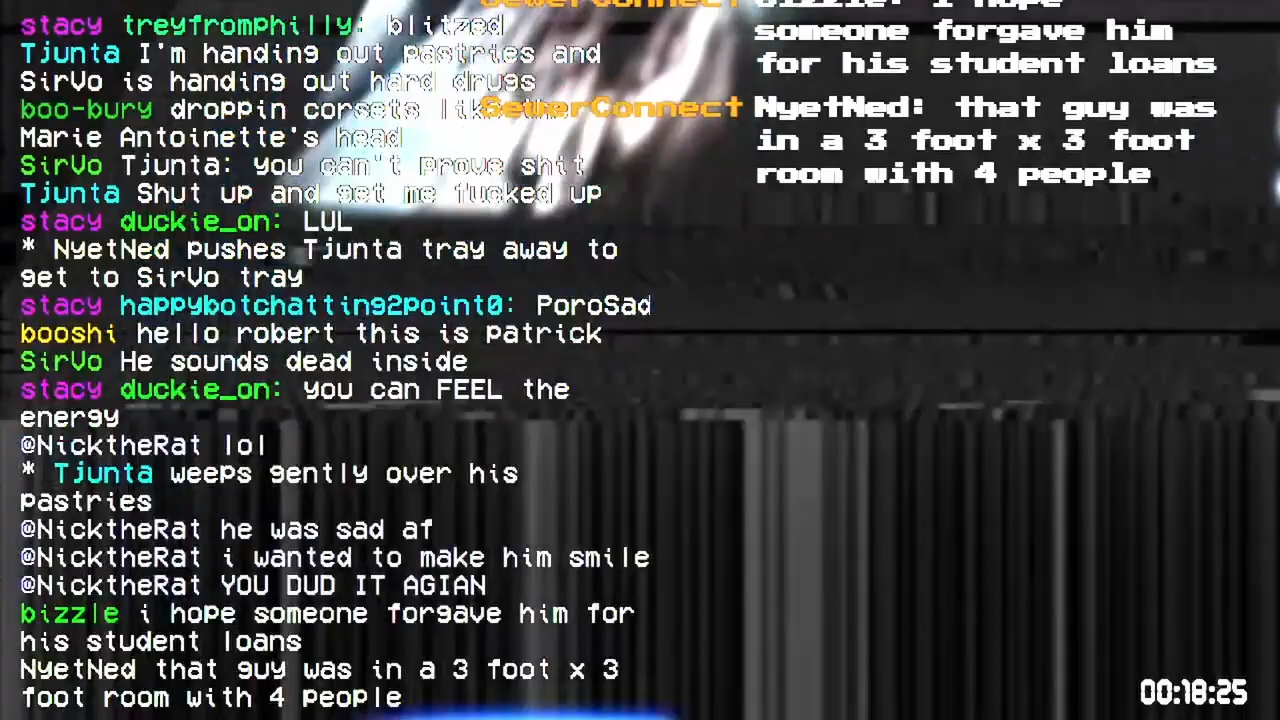 stacy treyfromphilly: blitzed
Tjunta I'm handing out pastries and
SirVo is handing out hard drugs
boo-bury droppin corsets like the
Marie Antoinette's head
SirVo Tjunta: you can't prove shit
Tjunta Shut up and get me fucked up
stacy duckie_on: LUL
* NyetNed pushes Tjunta tray away to
get to SirVo tray
stacy happybotchatting2point0: PoroSad
booshi hello robert this is patrick
SirVo He sounds dead inside
stacy duckie_on: you can FEEL the
energy
@NicktheRat lol
* Tjunta weeps gently over his
pastries
@NicktheRat he was sad af
@NicktheRat i wanted to make him smile
@NicktheRat YOU DUD IT AGIAN
bizzle i hope someone forgave him for
his student loans
NyetNed that guy was in a 3 foot x 3
foot room with 4 people
SewerConnect bizzle: i hope
someone forgave him
for his student loans
SewerConnect NyetNed: that guy was
in a 3 foot x 3 foot
room with 4 people
00:18:25